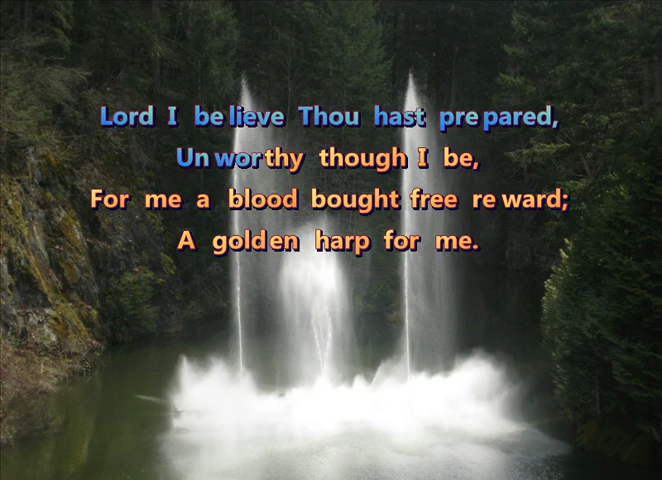 Lord I be lieve Thou hast pre pared,
Un wor thy though I be,
For me a blood bought free re ward;
A gold en harp for me.